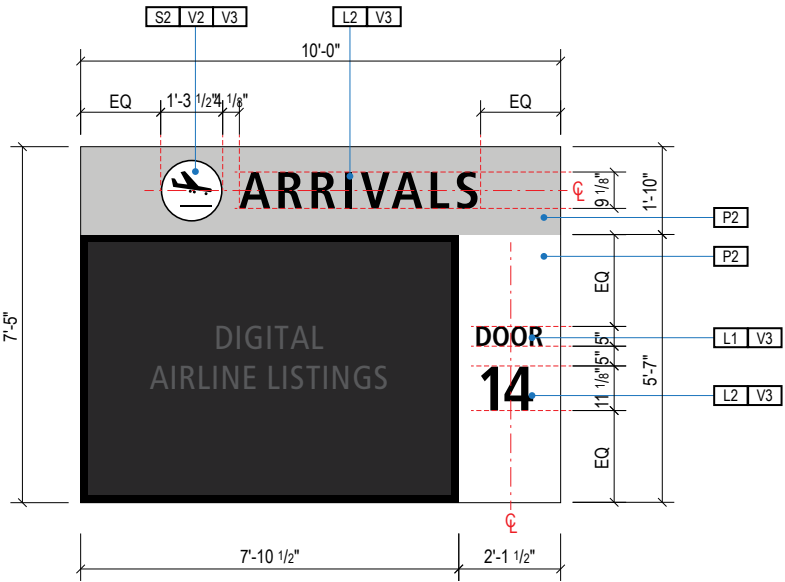 S2 V2 V3
L2 V3
10'-0"
EQ
1'-3 1/2"
4 1/8"
EQ
ARRIVALS
9 1/8"
1'-10"
P2
P2
7'-5"
DIGITAL
AIRLINE LISTINGS
EQ
DOOR
5"
L1 V3
5"
5'-7"
14
11 1/8"
L2 V3
EQ
7'-10 1/2"
2'-1 1/2"